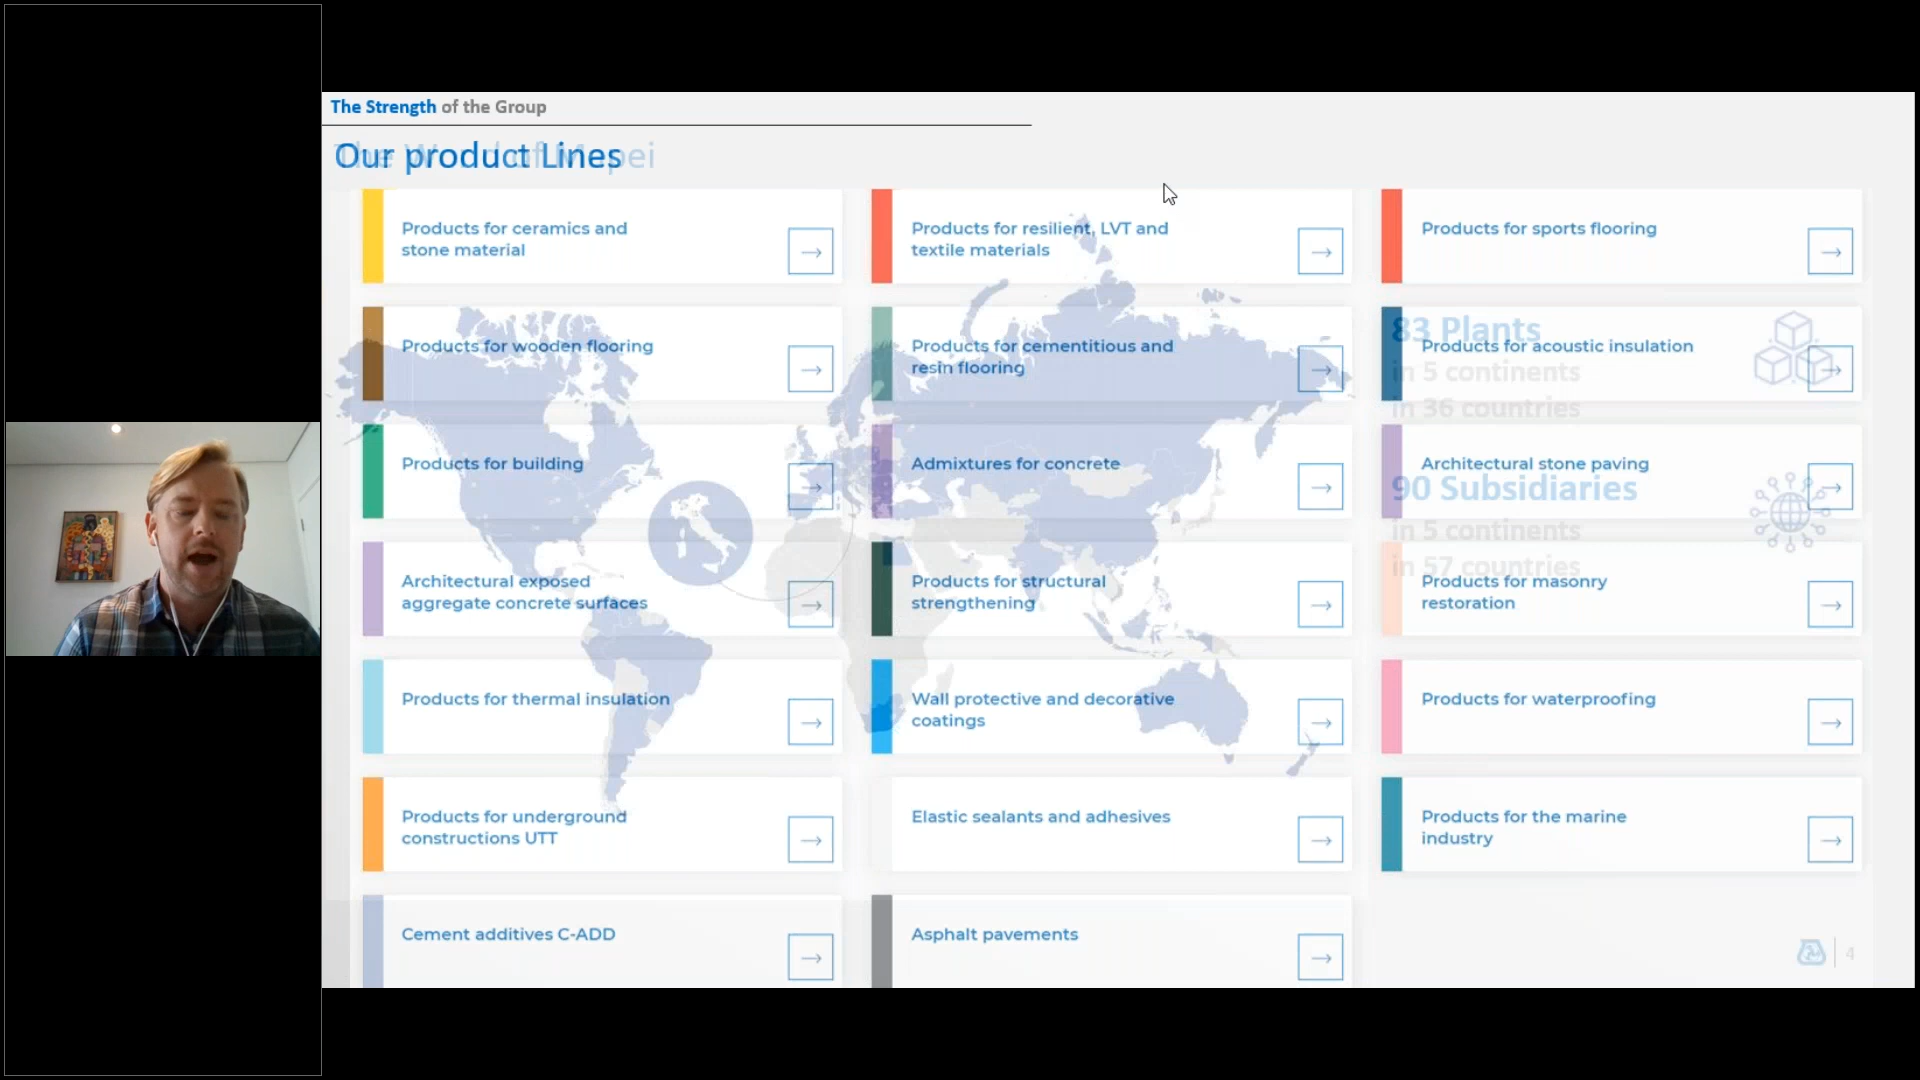 The Strength of the Group
Our product Lines
The World of Mapei
Products for ceramics and
stone material
Products for resilient, LVT and
textile materials
Products for sports flooring
Products for wooden flooring
Products for cementitious and
resin flooring
83 Plants
Products for acoustic insulation
in 5 continents
in 36 countries
Products for building
Admixtures for concrete
Architectural stone paving
90 Subsidiaries
in 5 continents
in 57 countries
Architectural exposed
aggregate concrete surfaces
Products for structural
strengthening
Products for masonry
restoration
Products for thermal insulation
Wall protective and decorative
coatings
Products for waterproofing
Products for underground
constructions UTT
Elastic sealants and adhesives
Products for the marine
industry
Cement additives C-ADD
Asphalt pavements
4